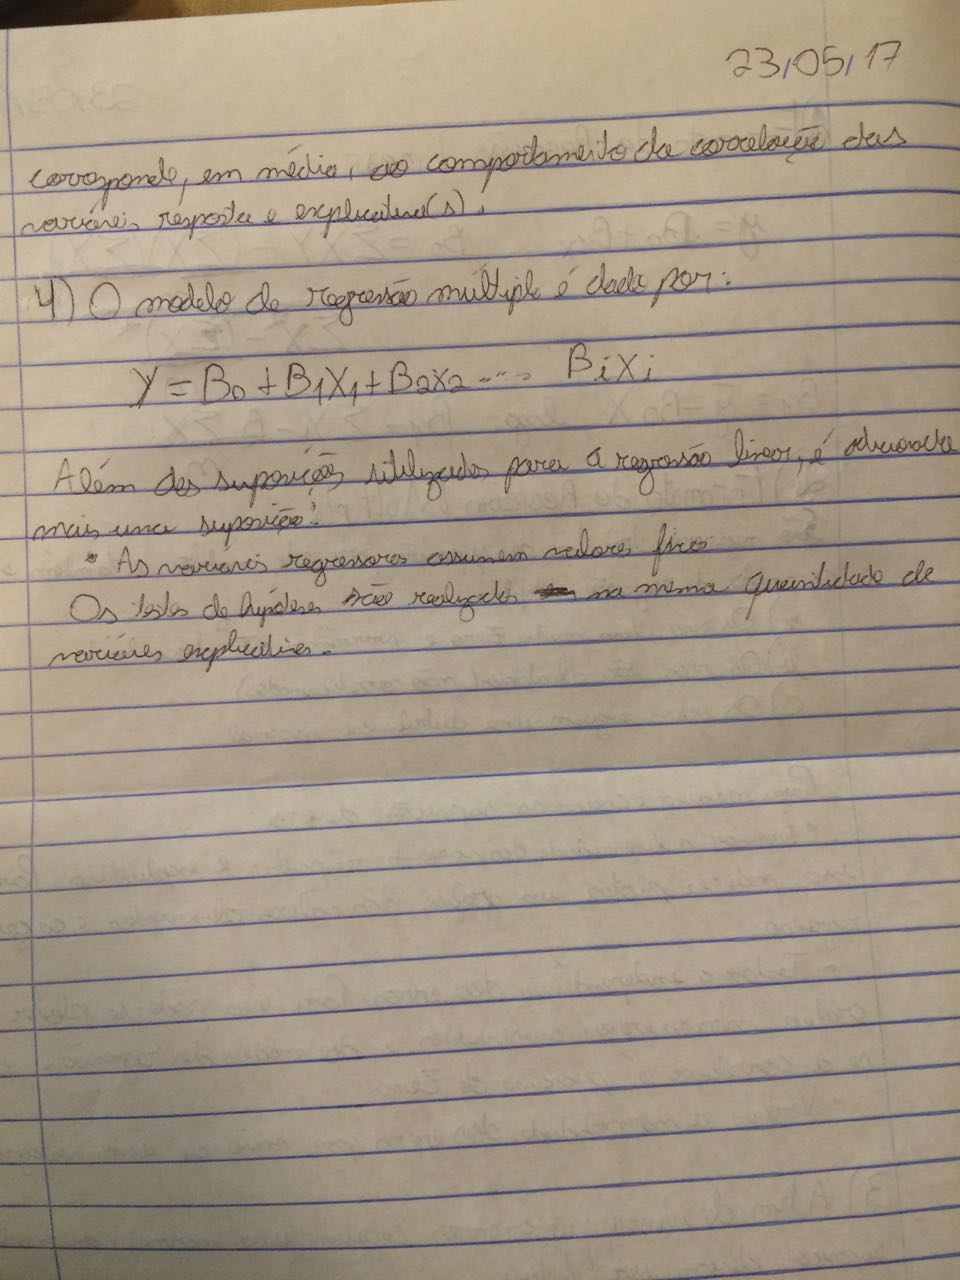 23/05/17
corresponde, em média, ao comportamento da correlação das
variáveis resposta e explicativa(s).
4) O modelo de regressão múltipla é dado por:
Y = B0 + B1X1 + B2X2 ..... BiXi
Além das suposições utilizadas para a regressão linear, é
mais uma suposição:
• As variáveis regressoras assumem valores fixos
Os testes de hipóteses são realizados na mesma quantidade de
variáveis explicativas.